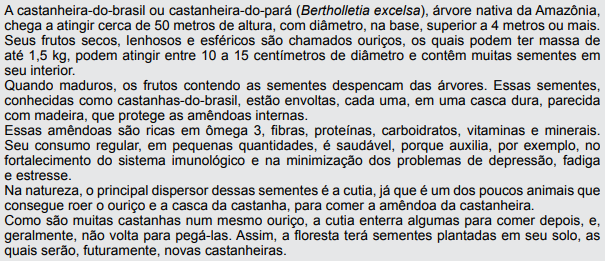 A castanheira-do-brasil ou castanheira-do-pará (Bertholletia excelsa), árvore nativa da Amazônia,
chega a atingir cerca de 50 metros de altura, com diâmetro, na base, superior a 4 metros ou mais.
Seus frutos secos, lenhosos e esféricos são chamados ouriços, os quais podem ter massa de
até 1,5 kg, podem atingir entre 10 a 15 centímetros de diâmetro e contêm muitas sementes em
seu interior.
Quando maduros, os frutos contendo as sementes despencam das árvores. Essas sementes,
conhecidas como castanhas-do-brasil, estão envoltas, cada uma, em uma casca dura, parecida
com madeira, que protege as amêndoas internas.
Essas amêndoas são ricas em ômega 3, fibras, proteínas, carboidratos, vitaminas e minerais.
Seu consumo regular, em pequenas quantidades, é saudável, porque auxilia, por exemplo, no
fortalecimento do sistema imunológico e na minimização dos problemas de depressão, fadiga
e estresse.
Na natureza, o principal dispersor dessas sementes é a cutia, já que é um dos poucos animais que
consegue roer o ouriço e a casca da castanha, para comer a amêndoa da castanheira.
Como são muitas castanhas num mesmo ouriço, a cutia enterra algumas para comer depois, e,
geralmente, não volta para pegá-las. Assim, a floresta terá sementes plantadas em seu solo, as
quais serão, futuramente, novas castanheiras.